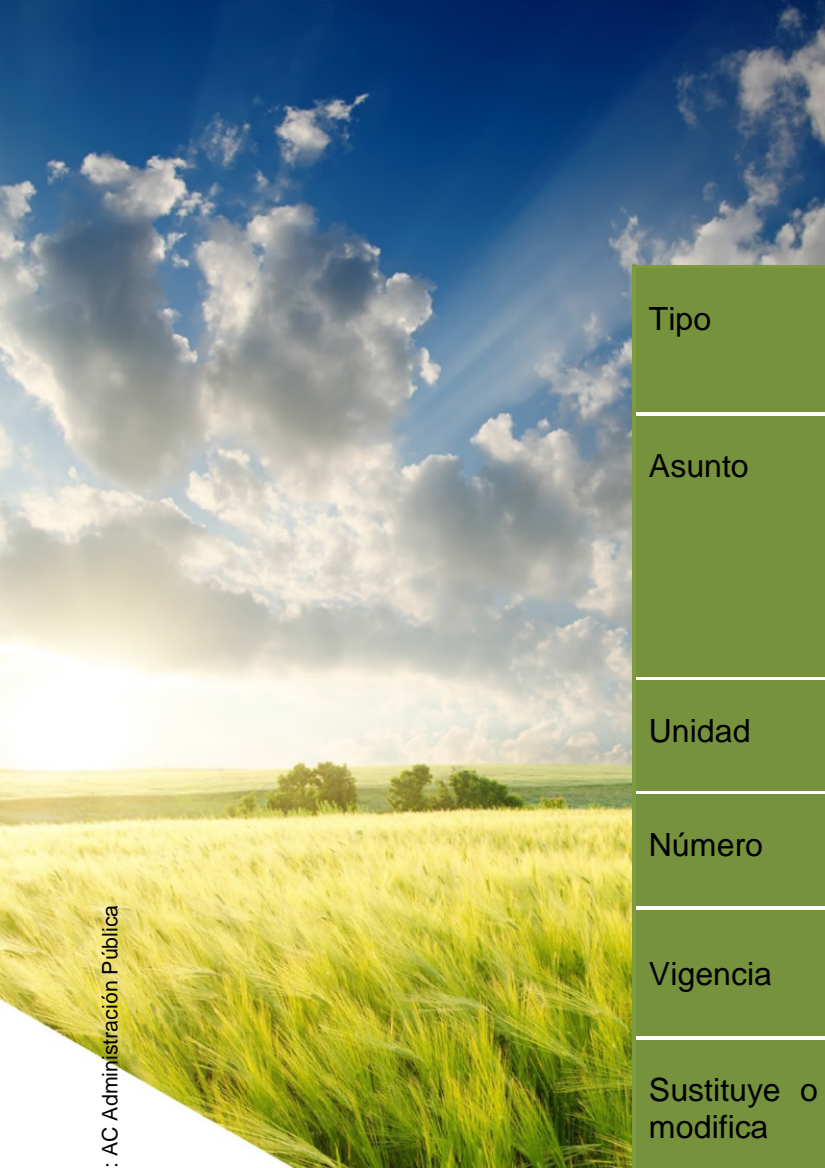 Tipo
Asunto
Unidad
Número
Vigencia
Sustituye o
modifica
: AC Administración Pública